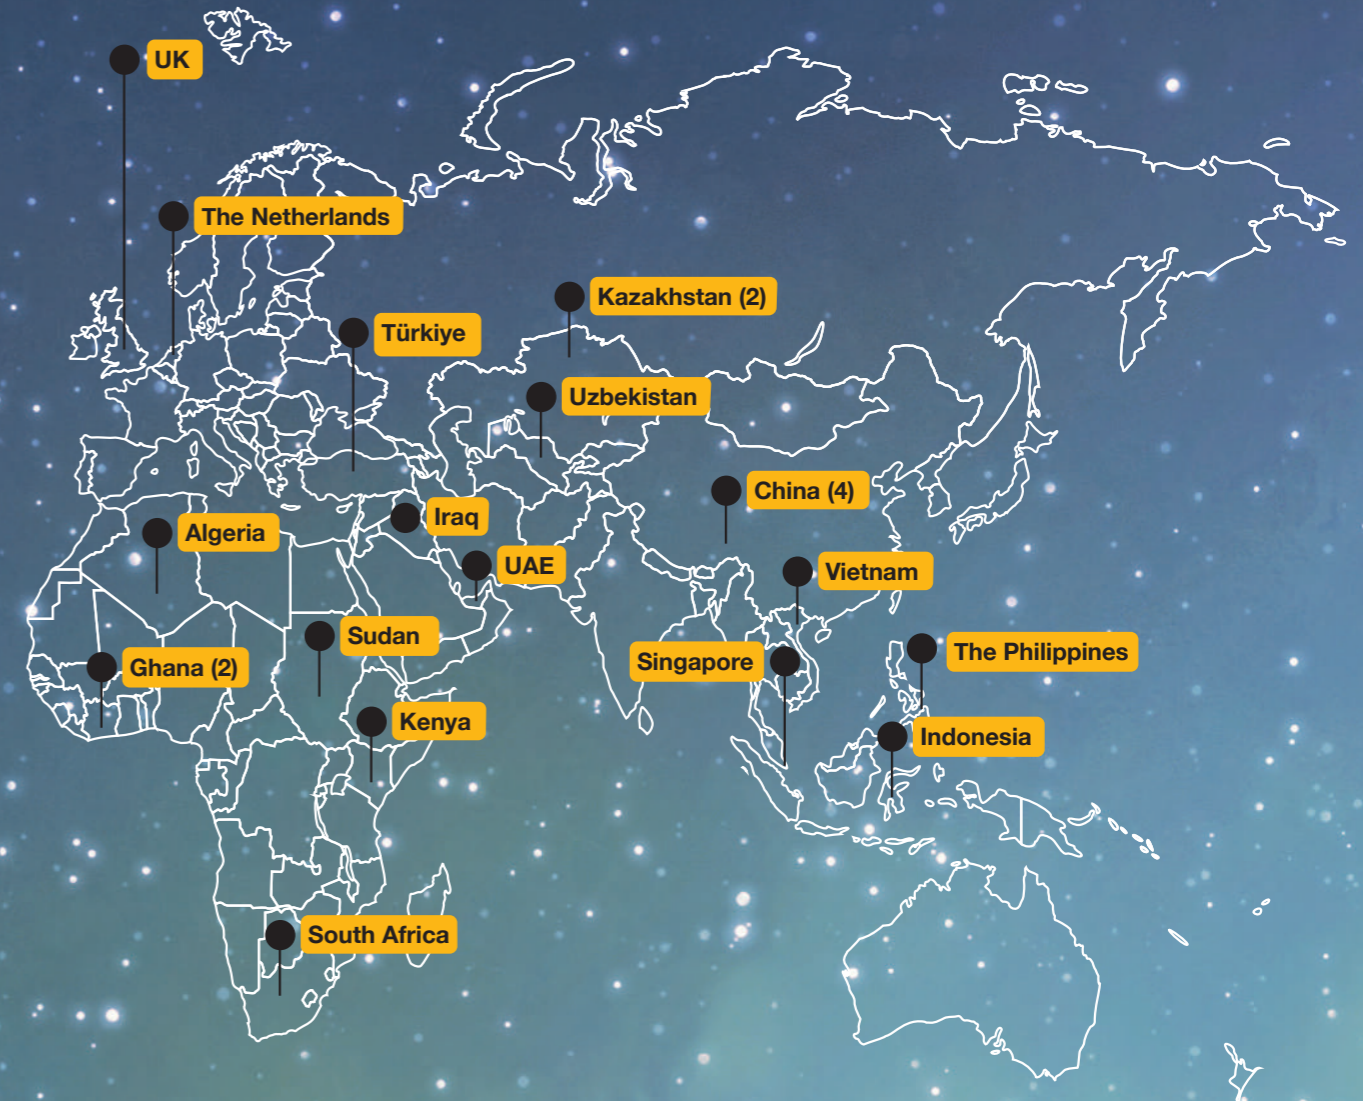 UK
The Netherlands
Kazakhstan (2)
Türkiye
Uzbekistan
China (4)
Iraq
Algeria
UAE
Vietnam
Sudan
The Philippines
Singapore
Ghana (2)
Kenya
Indonesia
South Africa